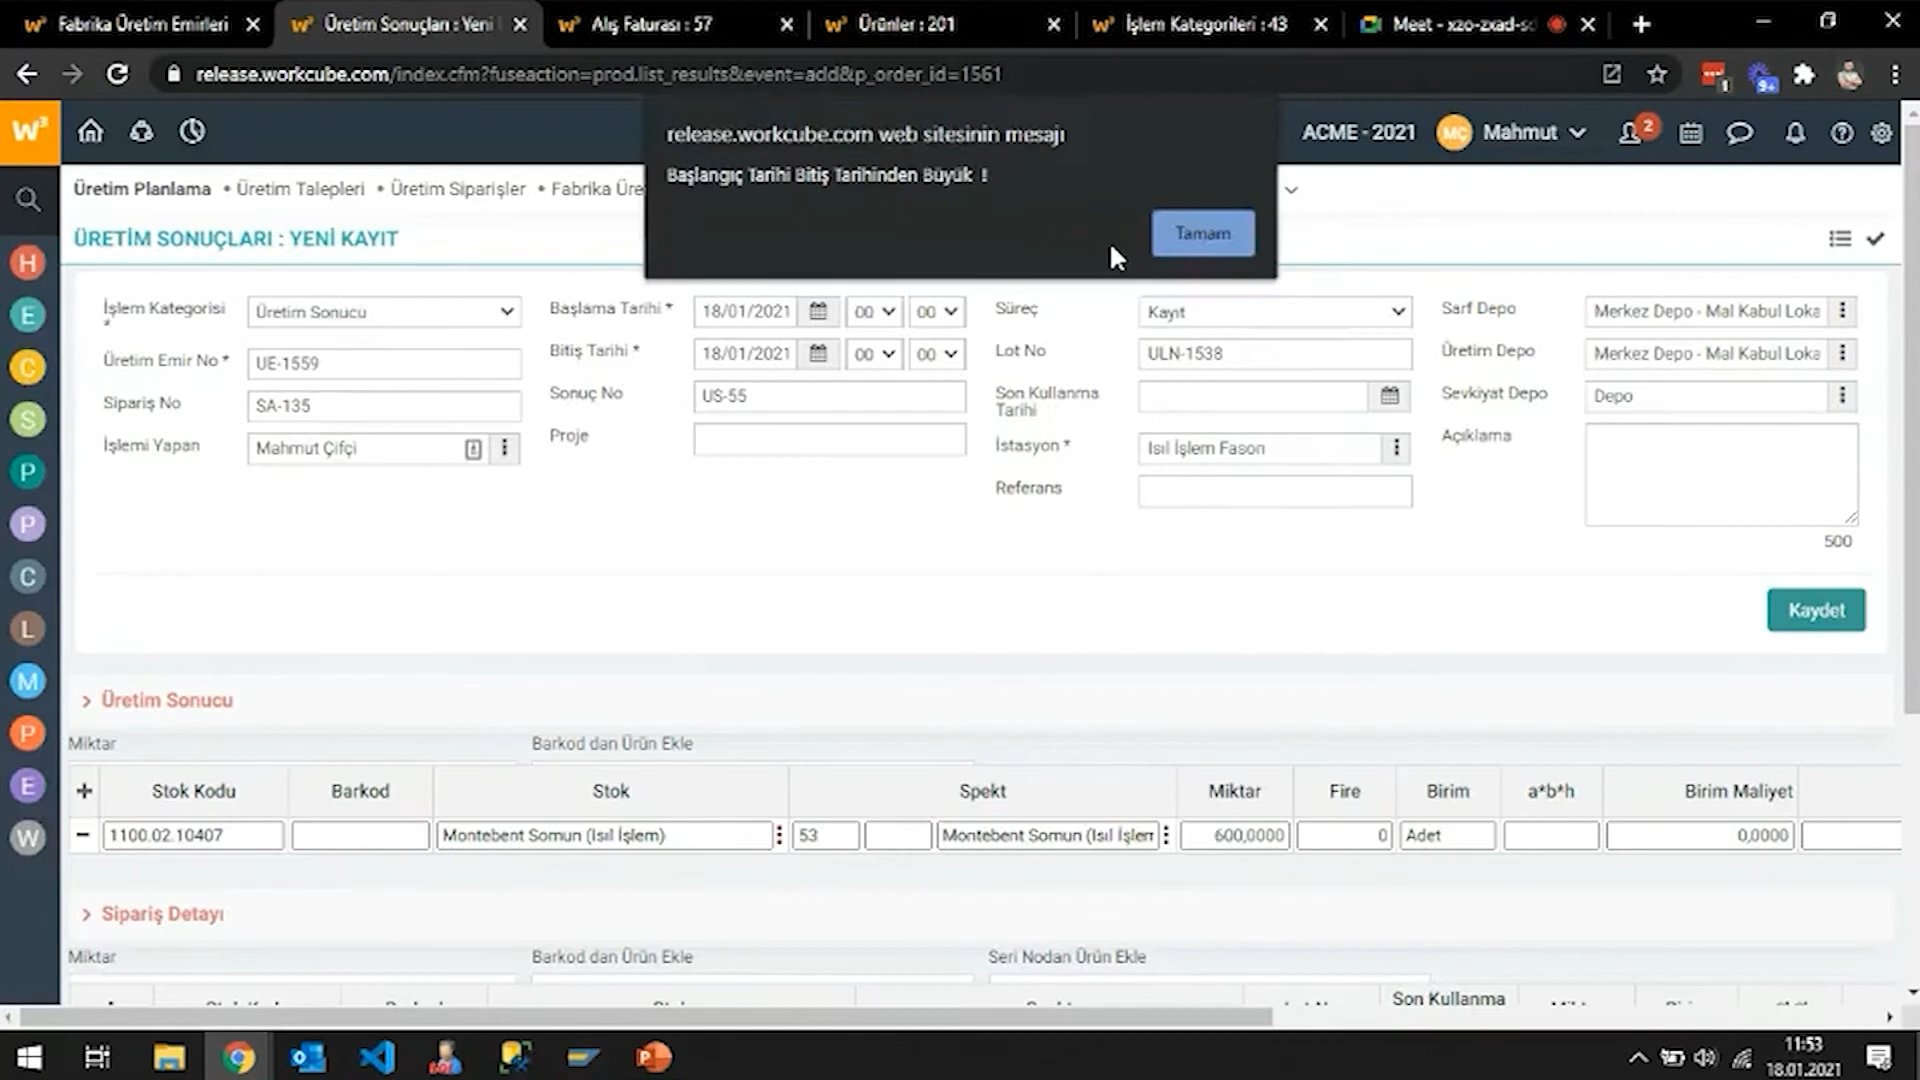 Fabrika Üretim Emirleri
Üretim Sonuçları : Yeni
Alış Faturası : 57
Ürünler : 201
İşlem Kategorileri : 43
Meet - xzo-zxad-
release.workcube.com/index.cfm?fuseaction=prod.list_results&event=add&p_order_id=1561
1
9+
release.workcube.com web sitesinin mesajı
Başlangıç Tarihi Bitiş Tarihinden Büyük !
Tamam
W³
ACME - 2021
MC
Mahmut
2
Üretim Planlama • Üretim Talepleri • Üretim Siparişler • Fabrika Üre
ÜRETİM SONUÇLARI : YENİ KAYIT
H
E
C
S
P
P
C
L
M
P
E
W
İşlem Kategorisi *
Üretim Sonucu
Üretim Emir No *
UE-1559
Sipariş No
SA-135
İşlemi Yapan
Mahmut Çifçi
Başlama Tarihi *
18/01/2021
00
00
Bitiş Tarihi *
18/01/2021
00
00
Sonuç No
US-55
Proje
Süreç
Kayıt
Lot No
ULN-1538
Son Kullanma
Tarihi
İstasyon *
Isıl İşlem Fason
Referans
Sarf Depo
Merkez Depo - Mal Kabul Loka
Üretim Depo
Merkez Depo - Mal Kabul Loka
Sevkiyat Depo
Depo
Açıklama
500
Kaydet
> Üretim Sonucu
Miktar
Barkod dan Ürün Ekle
+ Stok Kodu Barkod Stok Spekt Miktar Fire Birim a*b*h Birim Maliyet
− 1100.02.10407 Montebent Somun (Isıl İşlem) 53 Montebent Somun (Isıl İşlem 600,0000 0 Adet 0,0000
> Sipariş Detayı
Miktar
Barkod dan Ürün Ekle
Seri Nodan Ürün Ekle
Son Kullanma
11:53
18.01.2021